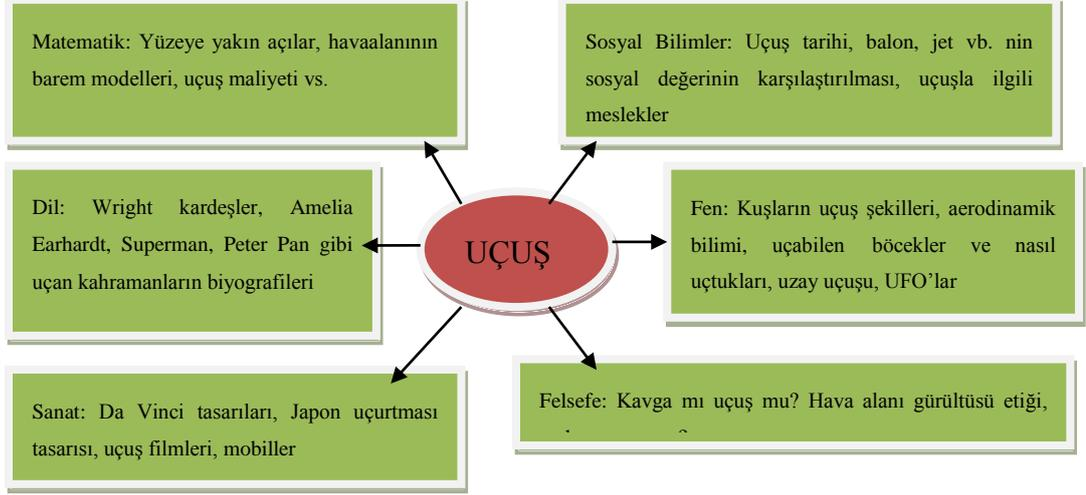 Matematik: Yüzeye yakın açılar, havaalanının
barem modelleri, uçuş maliyeti vs.
Sosyal Bilimler: Uçuş tarihi, balon, jet vb. nin
sosyal değerinin karşılaştırılması, uçuşla ilgili
meslekler
Dil: Wright kardeşler, Amelia
Earhardt, Superman, Peter Pan gibi
uçan kahramanların biyografileri
UÇUŞ
Fen: Kuşların uçuş şekilleri, aerodinamik
bilimi, uçabilen böcekler ve nasıl
uçtukları, uzay uçuşu, UFO’lar
Sanat: Da Vinci tasarıları, Japon uçurtması
tasarısı, uçuş filmleri, mobiller
Felsefe: Kavga mı uçuş mu? Hava alanı gürültüsü etiği,